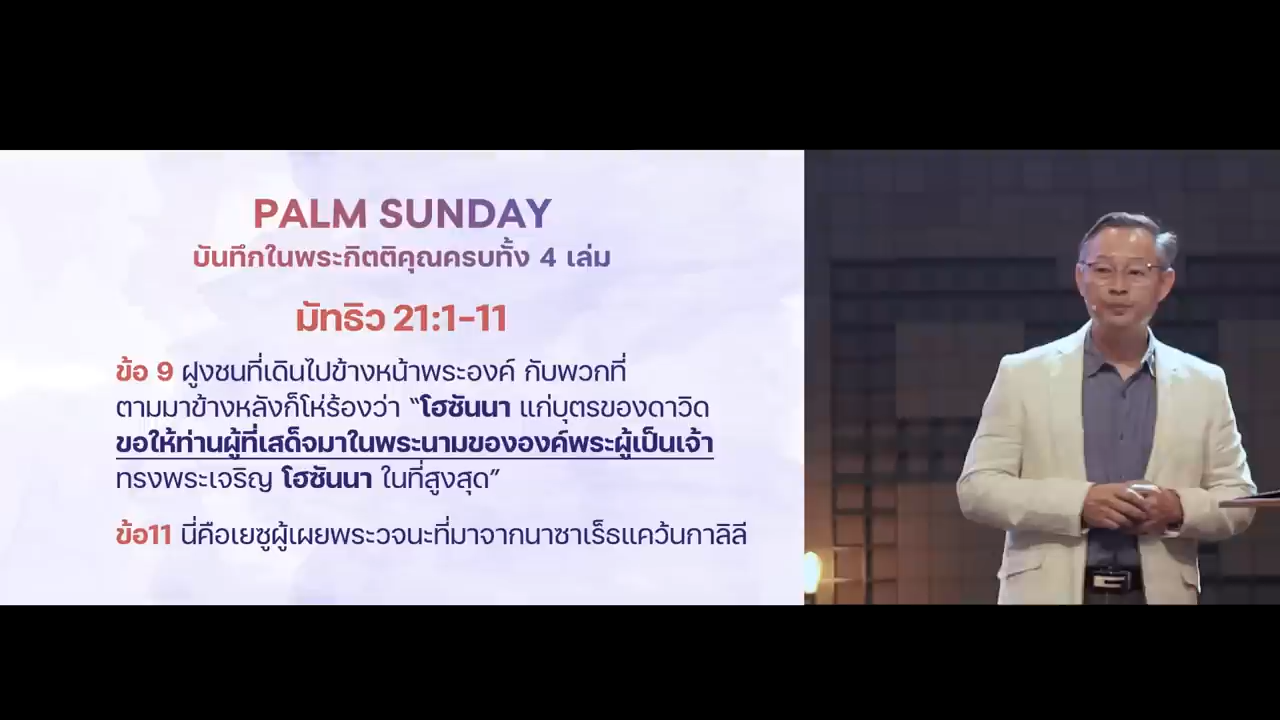 PALM SUNDAY
บันทึกในพระกิตติคุณครบทั้ง 4 เล่ม
มัทธิว 21:1-11
ข้อ 9 ฝูงชนที่เดินไปข้างหน้าพระองค์ กับพวกที่
ตามมาข้างหลังก็โห่ร้องว่า “โฮซันนา แก่บุตรของดาวิด
ขอให้ท่านผู้ที่เสด็จมาในพระนามขององค์พระผู้เป็นเจ้า
ทรงพระเจริญ โฮซันนา ในที่สูงสุด”
ข้อ11 นี่คือเยซูผู้เผยพระวจนะที่มาจากนาซาเร็ธแคว้นกาลิลี